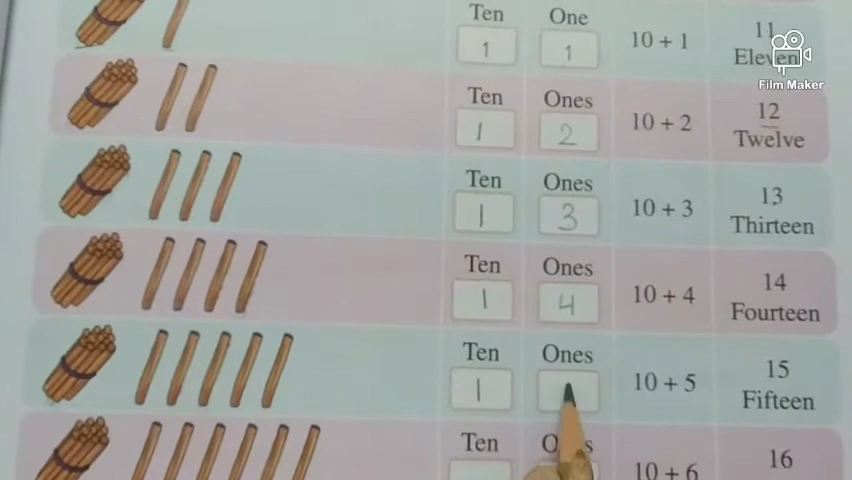 Ten One
1 1 10 + 1 11
Eleven
Film Maker
Ten Ones
1 2 10 + 2 12
Twelve
Ten Ones
1 3 10 + 3 13
Thirteen
Ten Ones
1 4 10 + 4 14
Fourteen
Ten Ones
1 10 + 5 15
Fifteen
Ten
10 + 6 16